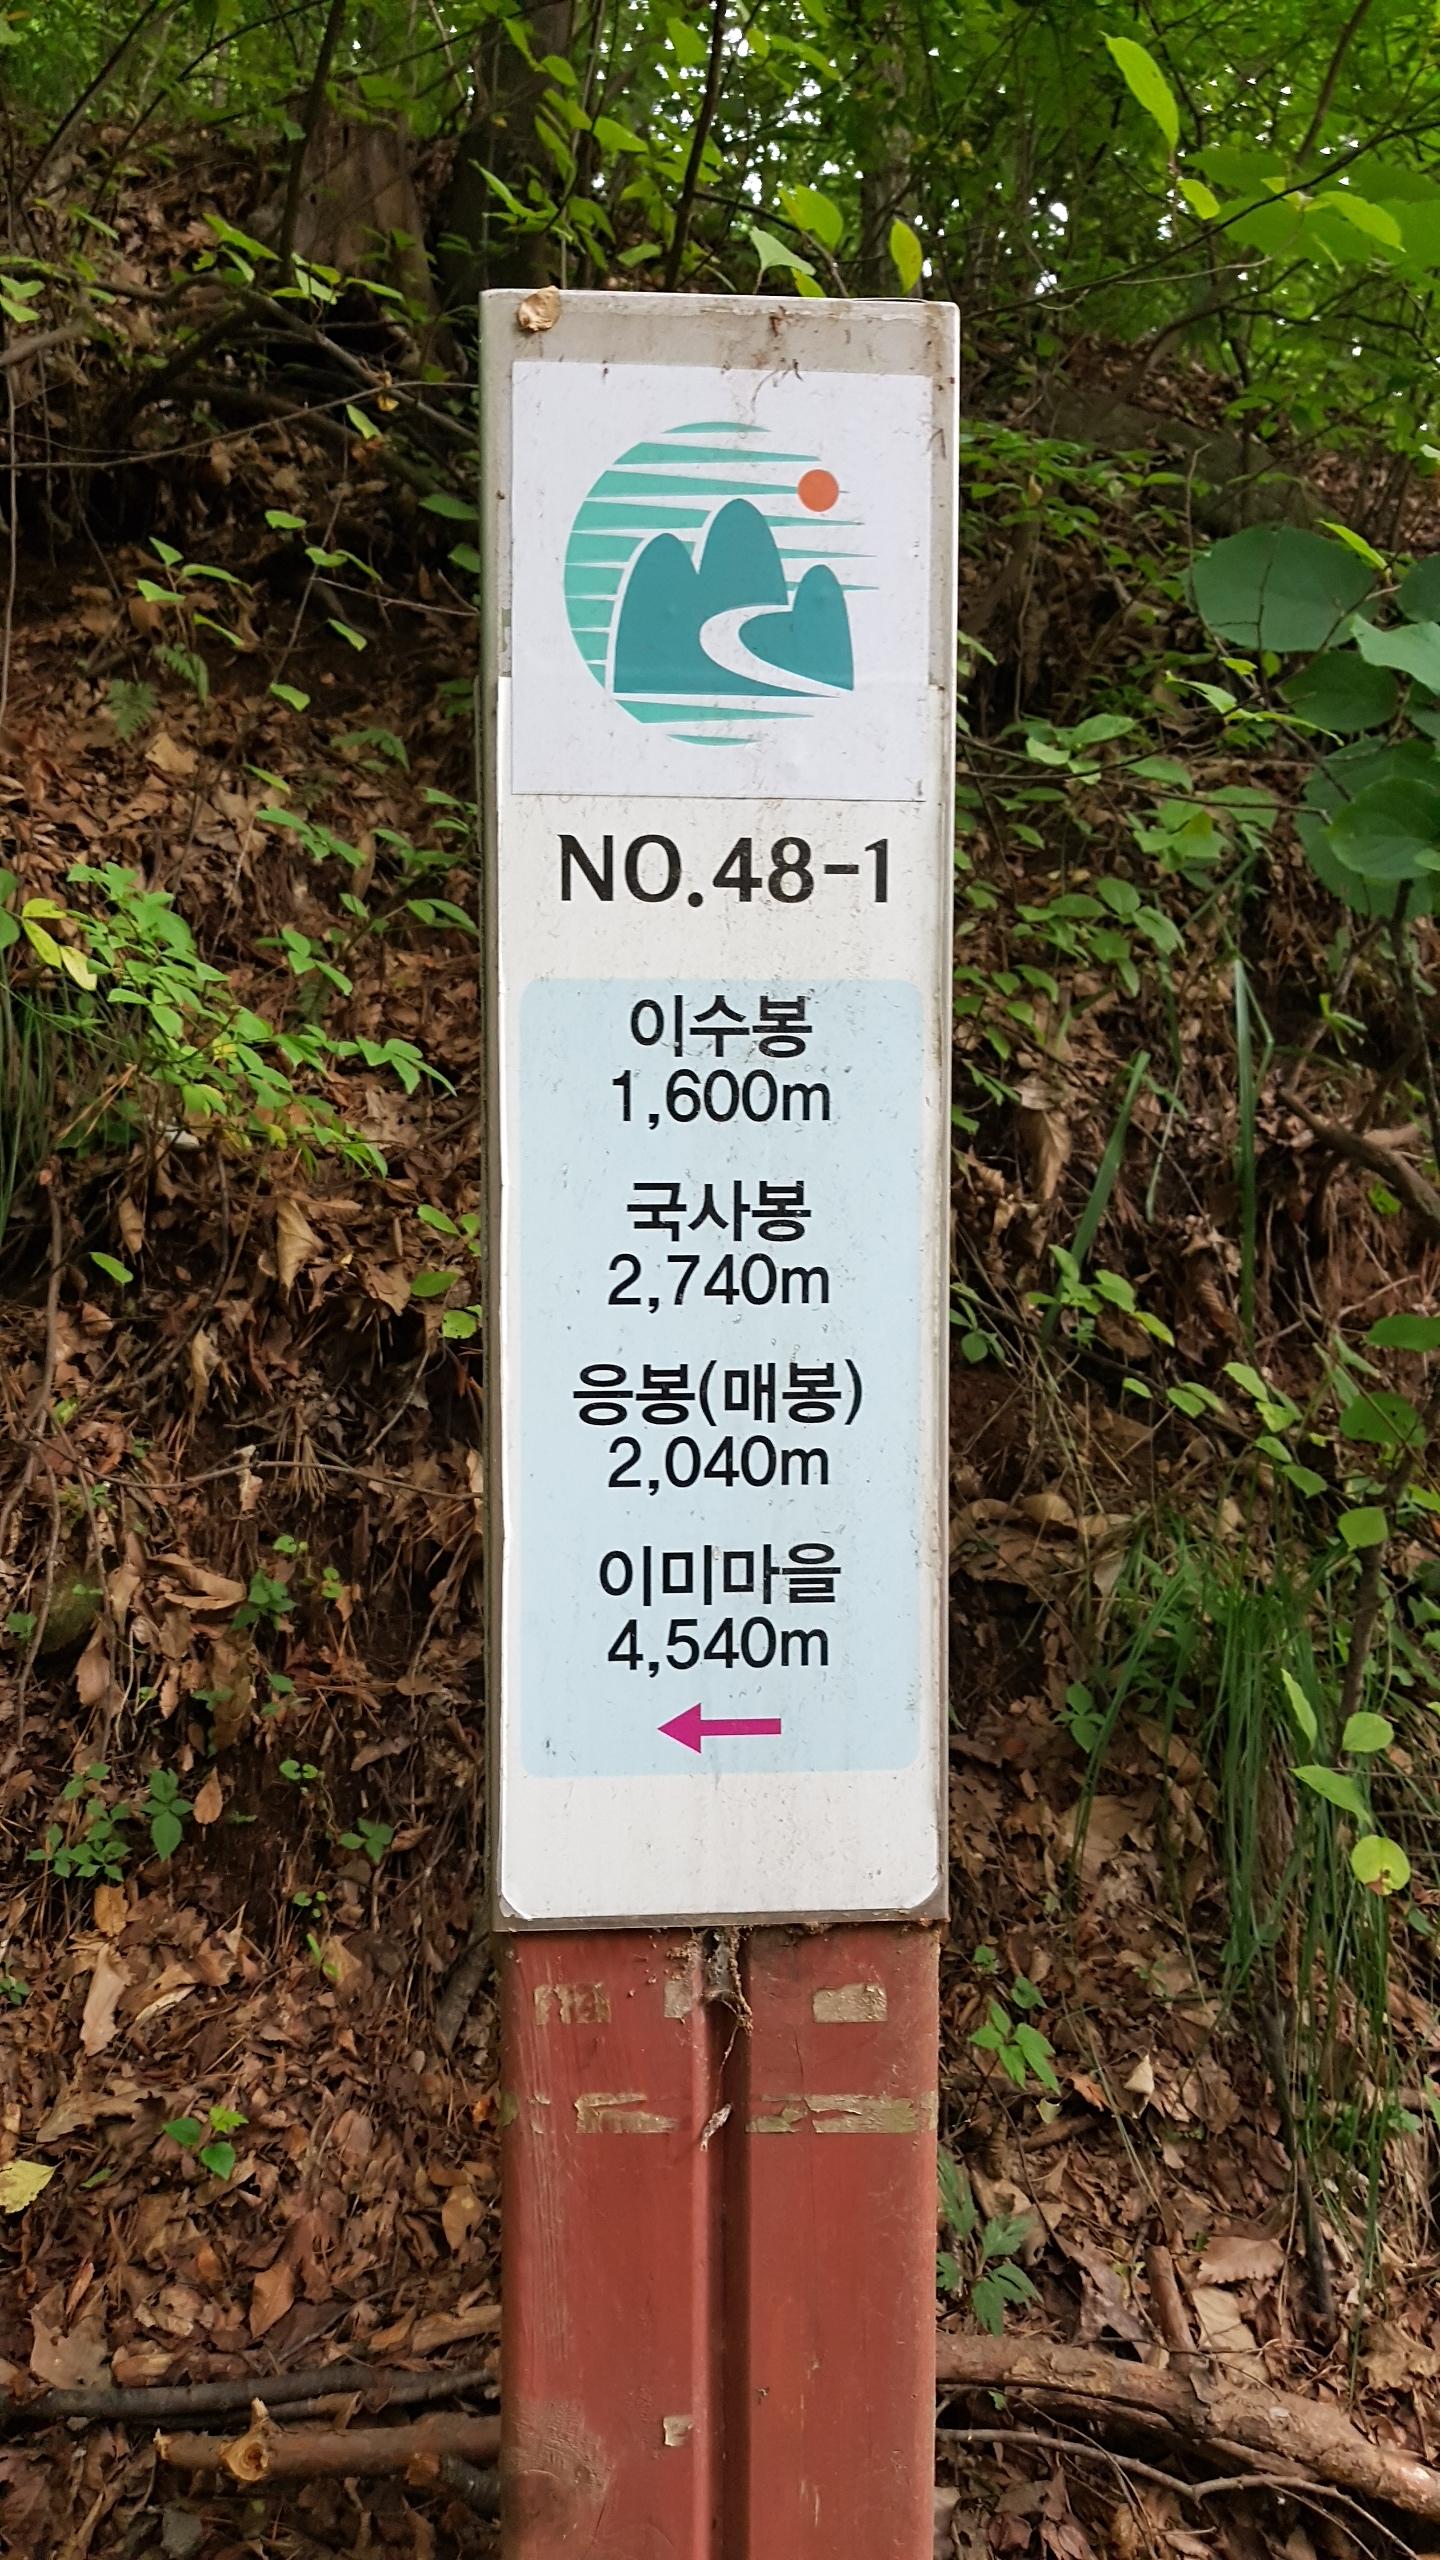 NO.48-1
이수봉
1,600m
국사봉
2,740m
응봉(매봉)
2,040m
이미마을
4,540m